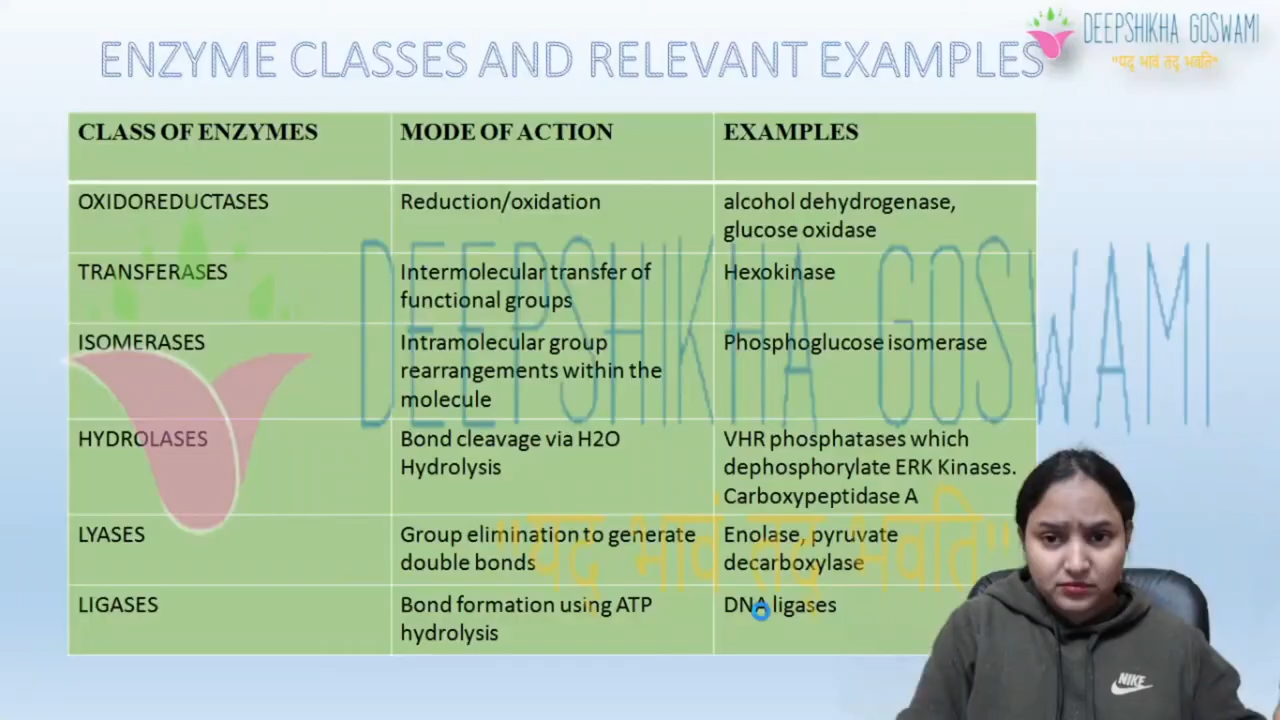 DEEPSHIKHA GOSWAMI
"यद् भावं तद् भवति"
ENZYME CLASSES AND RELEVANT EXAMPLES
CLASS OF ENZYMES MODE OF ACTION EXAMPLES
OXIDOREDUCTASES Reduction/oxidation alcohol dehydrogenase,
glucose oxidase
TRANSFERASES Intermolecular transfer of Hexokinase
functional groups
ISOMERASES Intramolecular group Phosphoglucose isomerase
rearrangements within the
molecule
HYDROLASES Bond cleavage via H2O VHR phosphatases which
Hydrolysis dephosphorylate ERK Kinases.
Carboxypeptidase A
LYASES Group elimination to generate Enolase, pyruvate
double bonds decarboxylase
LIGASES Bond formation using ATP DNA ligases
hydrolysis
DEEPSHIKHA GOSWAMI
"यद् भावं तद् भवति"
NIKE